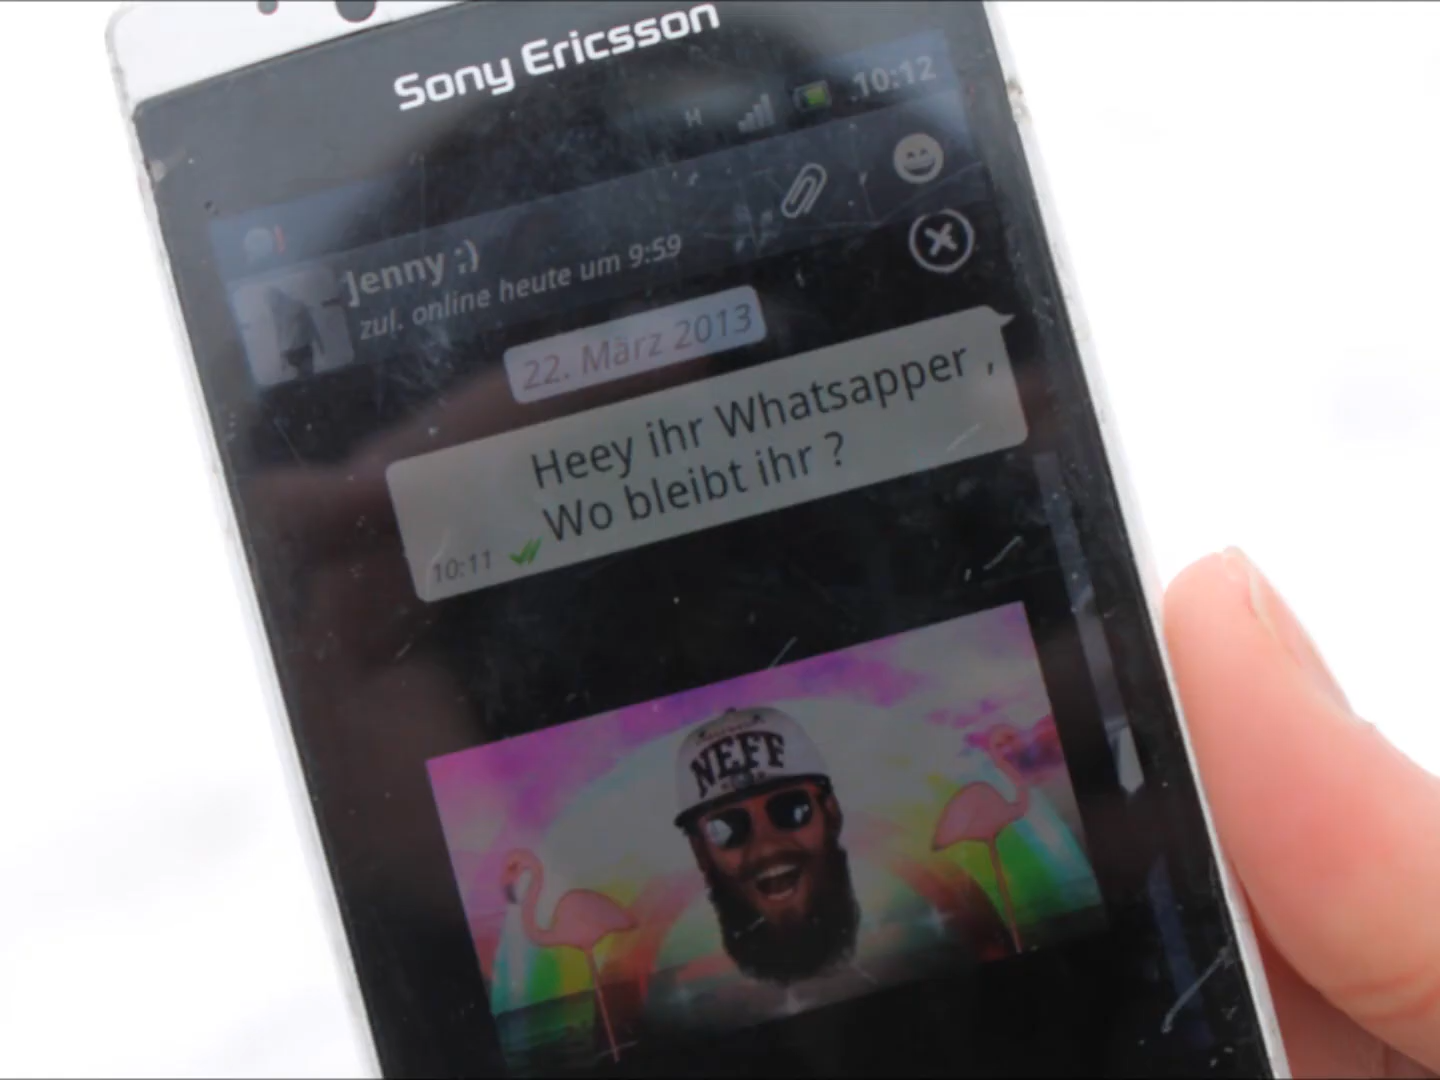 Sony Ericsson
H 10:12
Jenny ;)
zul. online heute um 9:59
22. März 2013
Heey ihr Whatsapper ,
Wo bleibt ihr ?
10:11
NEFF